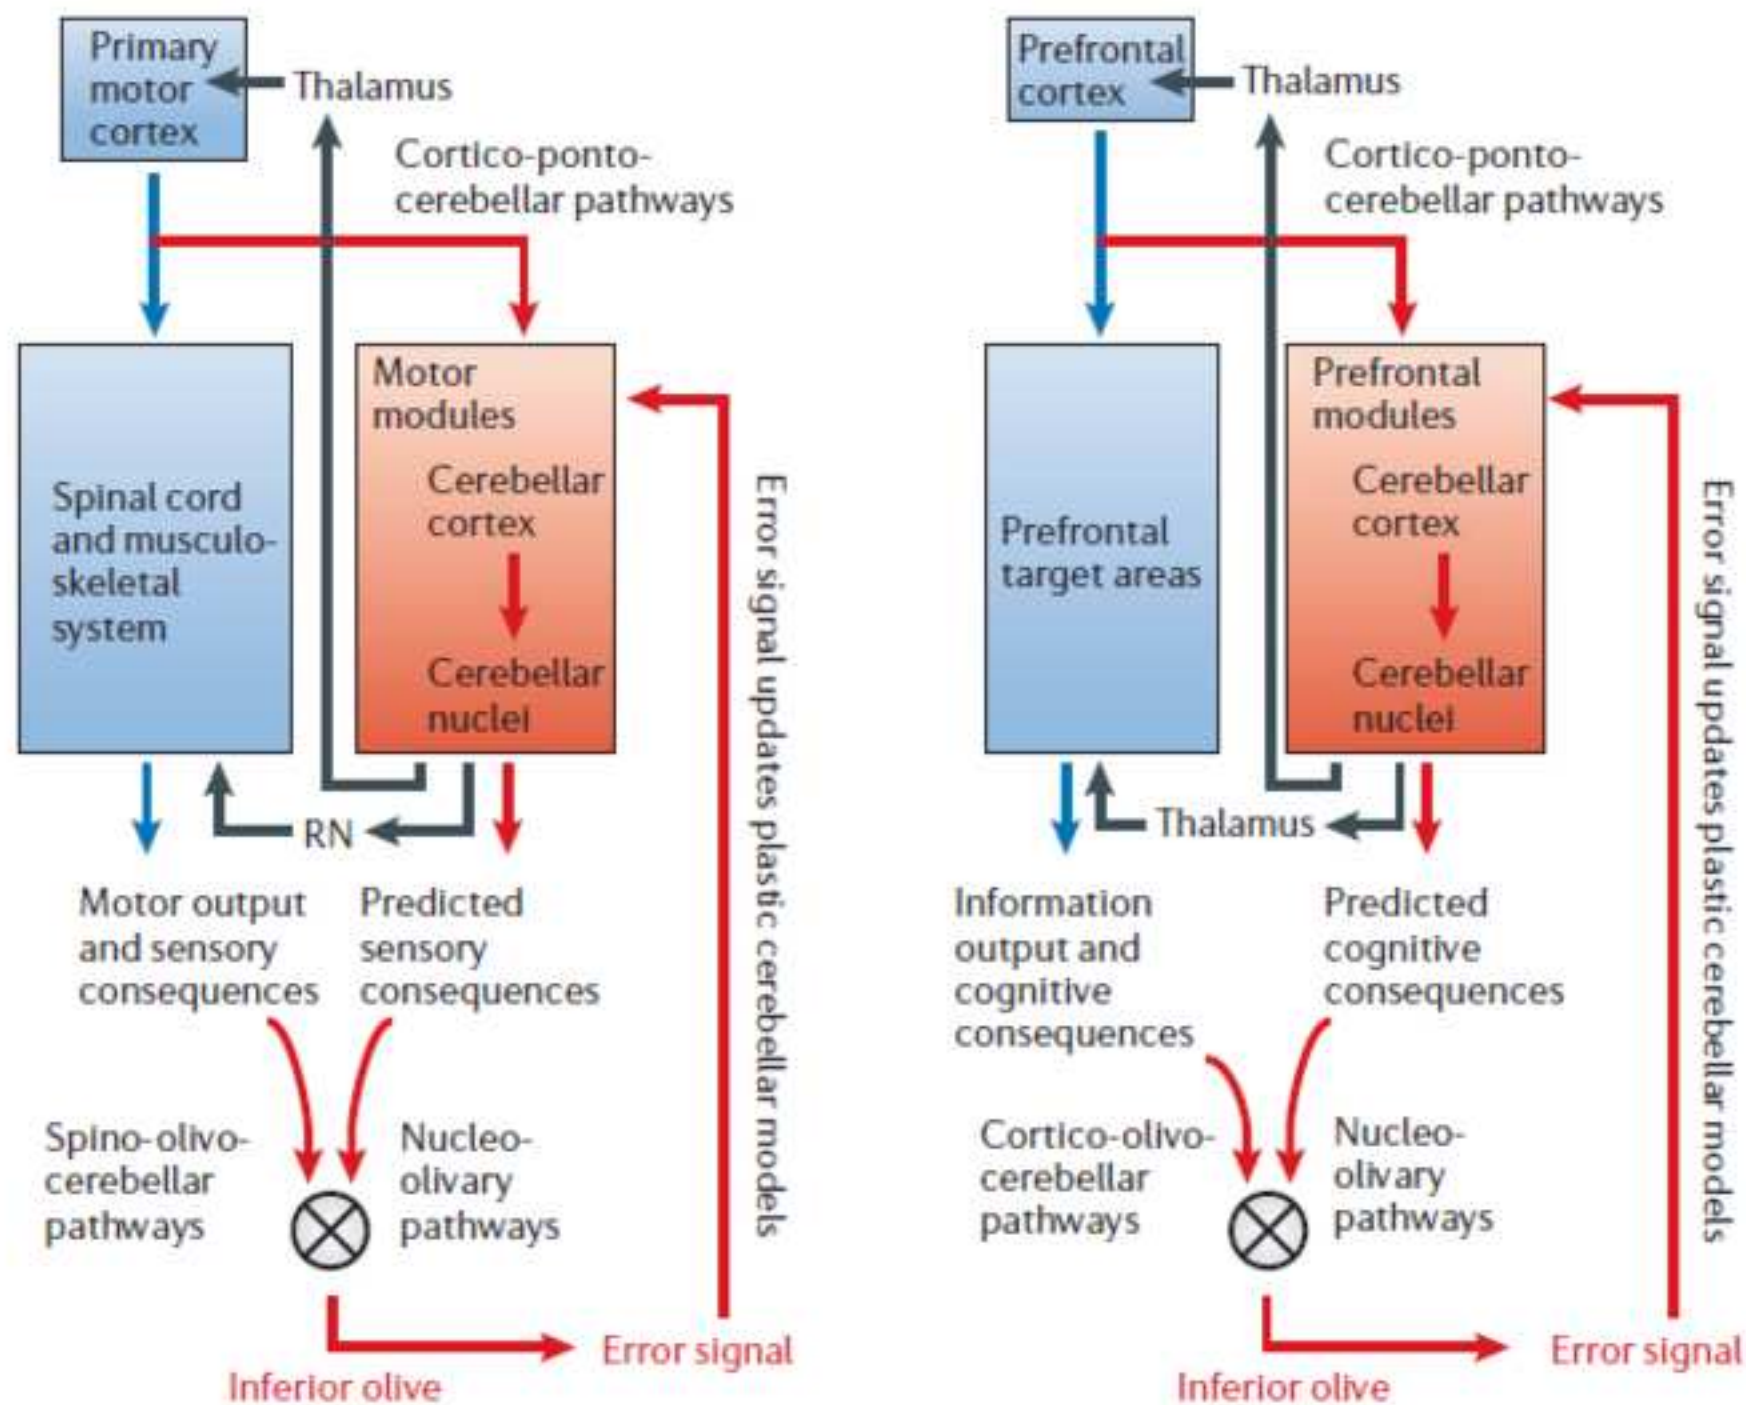 Primary
motor
cortex
Thalamus
Cortico-ponto-
cerebellar pathways
Spinal cord
and musculo-
skeletal
system
Motor
modules
Cerebellar
cortex
Cerebellar
nuclei
RN
Motor output
and sensory
consequences
Predicted
sensory
consequences
Spino-olivo-
cerebellar
pathways
Nucleo-
olivary
pathways
Error signal updates plastic cerebellar models
Error signal
Inferior olive
Prefrontal
cortex
Thalamus
Cortico-ponto-
cerebellar pathways
Prefrontal
target areas
Prefrontal
modules
Cerebellar
cortex
Cerebellar
nuclei
Thalamus
Information
output and
cognitive
consequences
Predicted
cognitive
consequences
Cortico-olivo-
cerebellar
pathways
Nucleo-
olivary
pathways
Error signal updates plastic cerebellar models
Error signal
Inferior olive